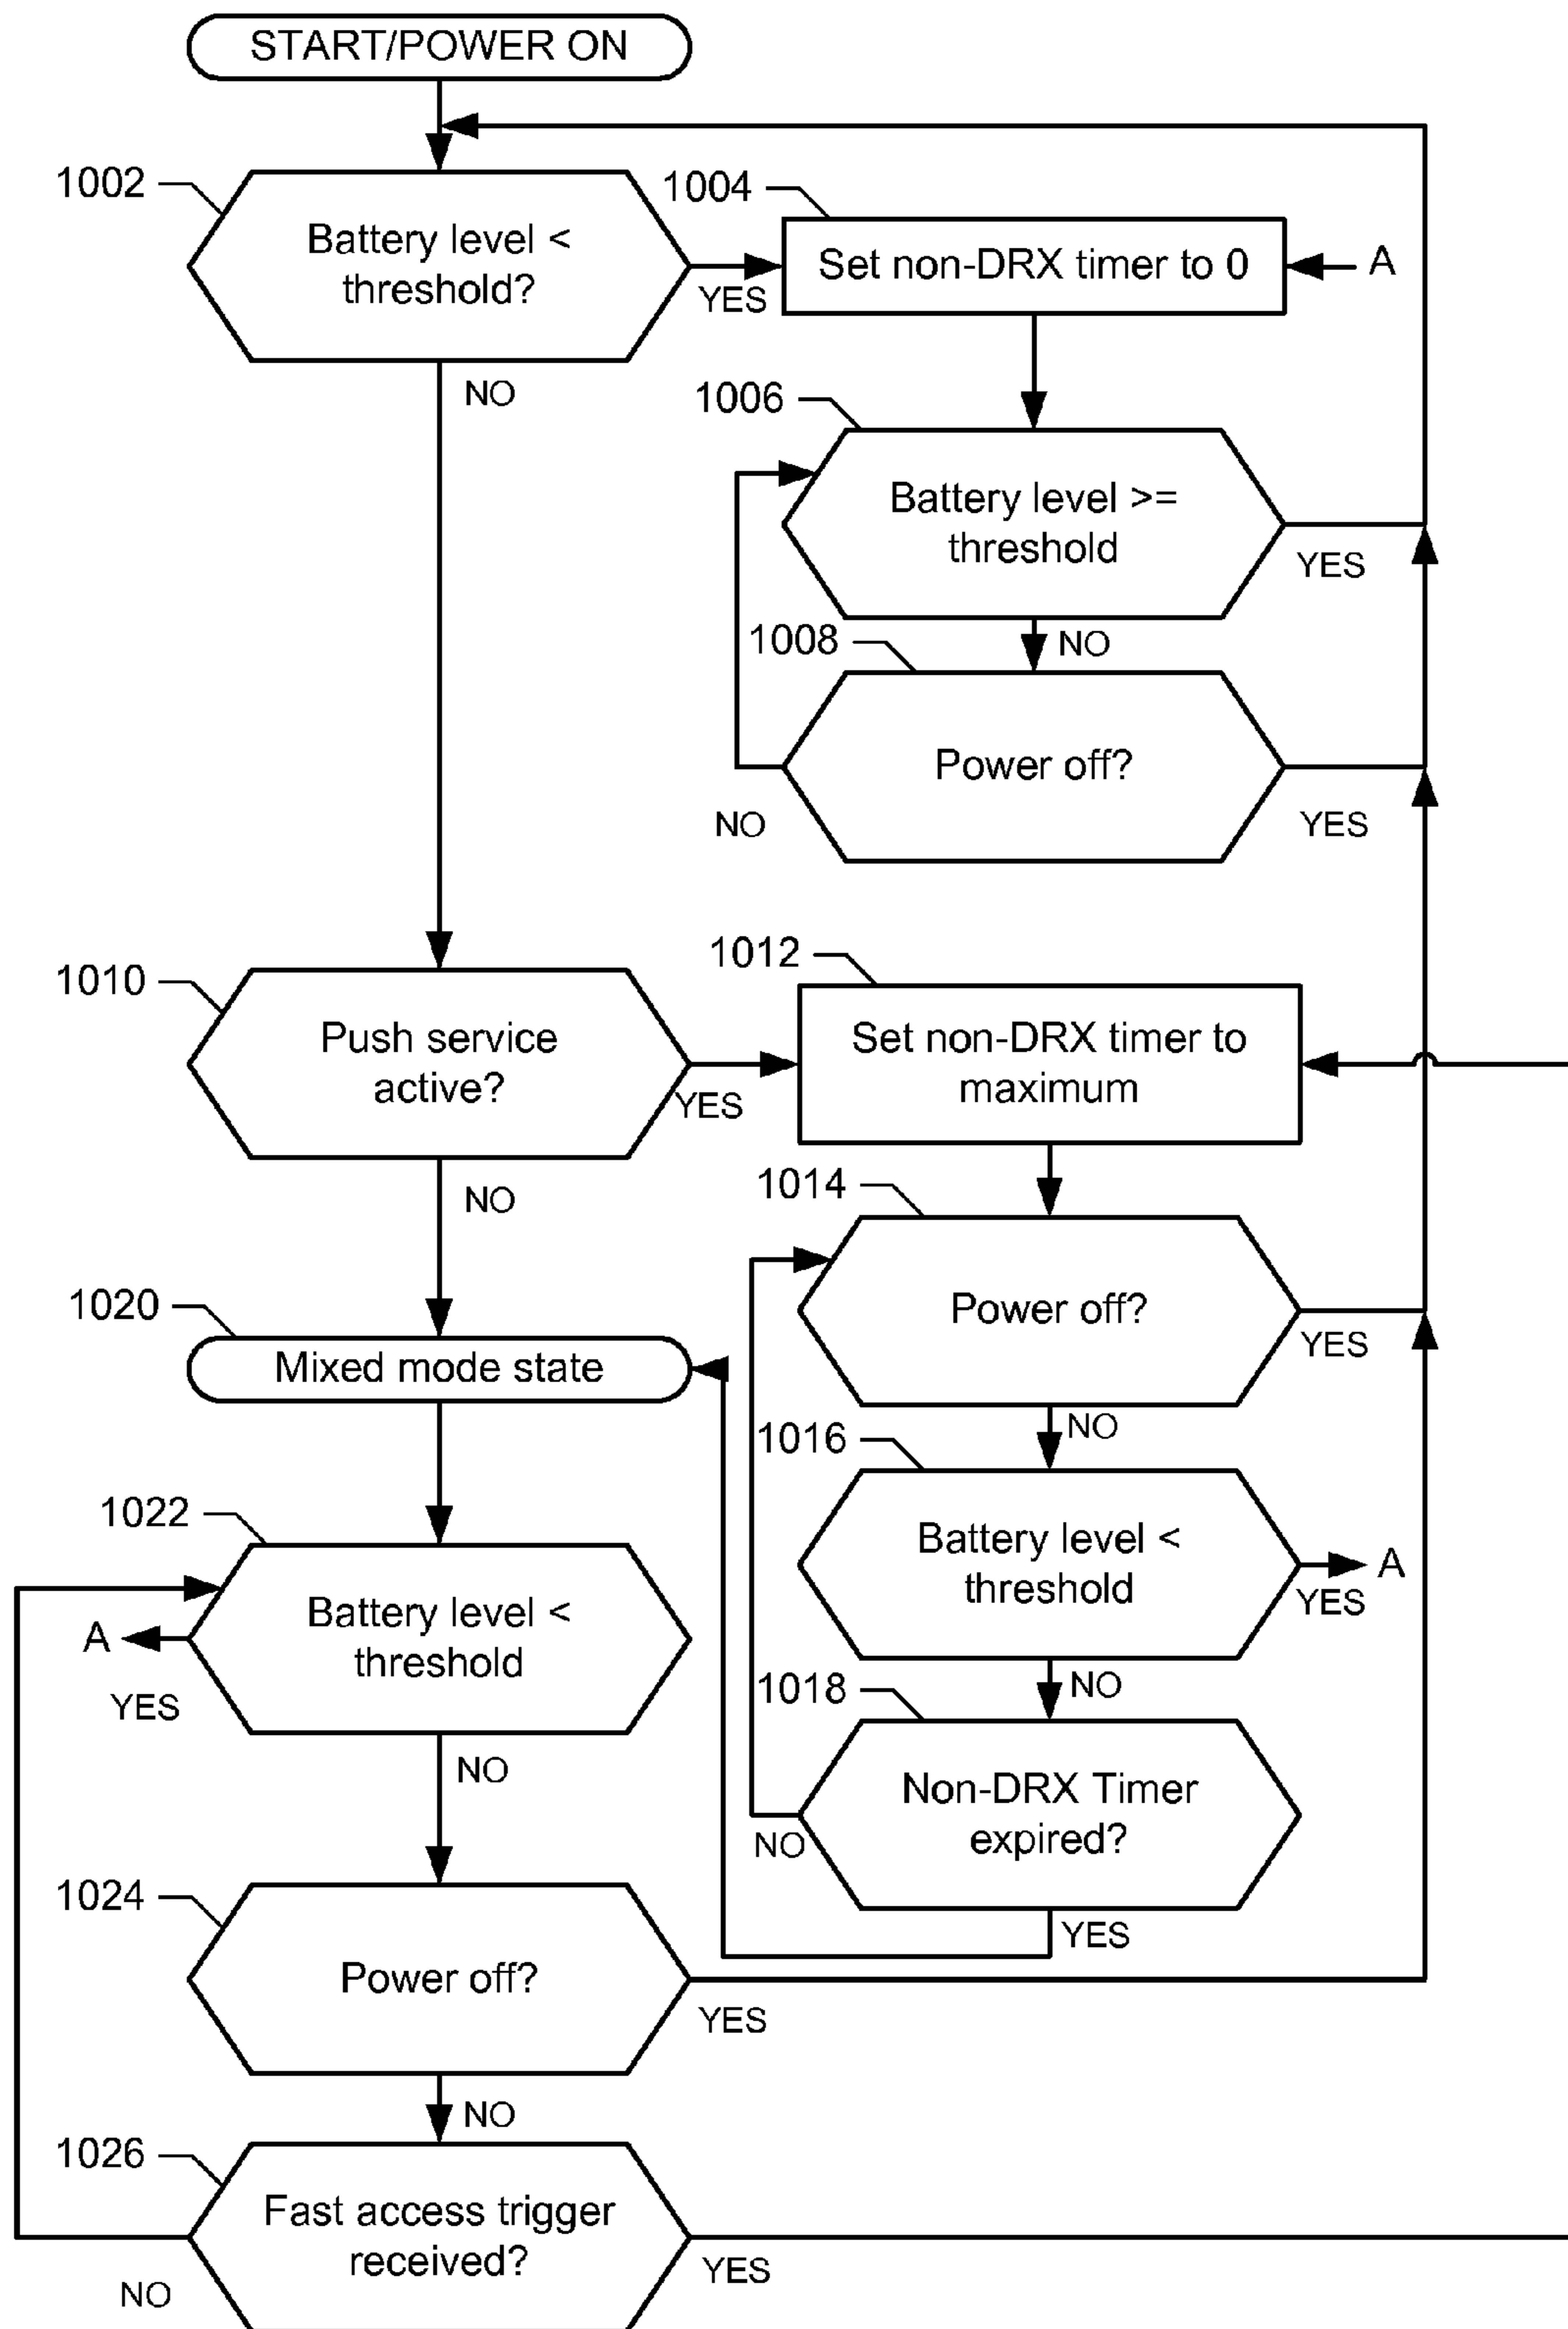 START/POWER ON
1002
Battery level <
threshold?
YES
NO
1004
Set non-DRX timer to 0
A
1006
Battery level >=
threshold
YES
NO
1008
Power off?
NO
YES
1010
Push service
active?
YES
NO
1012
Set non-DRX timer to
maximum
1014
Power off?
YES
NO
1016
Battery level <
threshold
YES
A
NO
1018
Non-DRX Timer
expired?
NO
YES
1020
Mixed mode state
1022
Battery level <
threshold
A
YES
NO
1024
Power off?
YES
NO
1026
Fast access trigger
received?
NO
YES